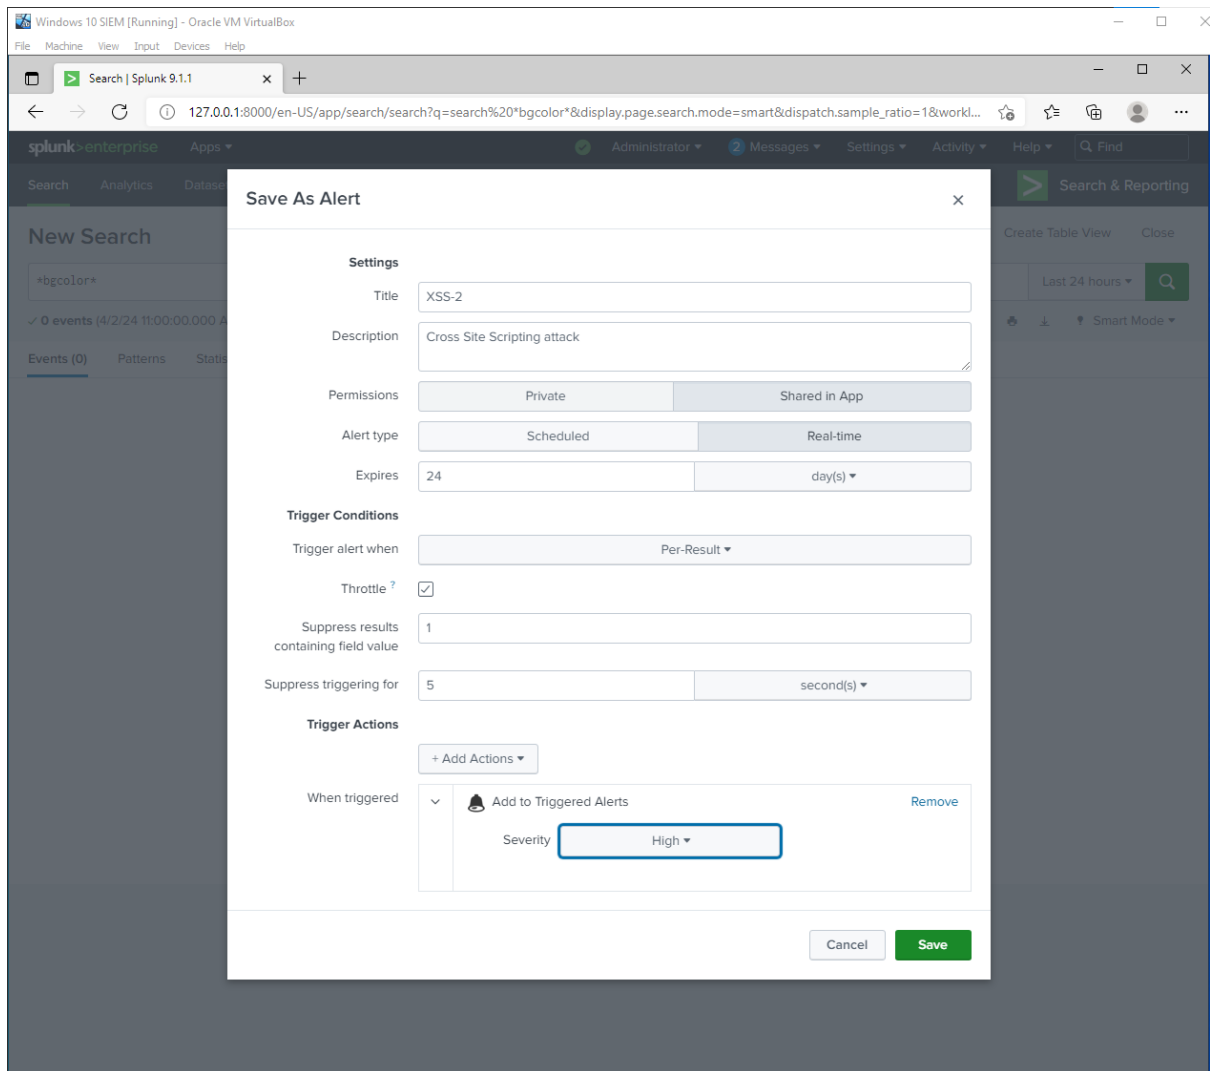 Windows 10 SIEM [Running] - Oracle VM VirtualBox
File Machine View Input Devices Help
Search | Splunk 9.1.1
127.0.0.1:8000/en-US/app/search/search?q=search%20*bgcolor*&display.page.search.mode=smart&dispatch.sample_ratio=1&workl...
splunk>enterprise Apps Administrator 2 Messages Settings Activity Help Find
Search Analytics Datase Search & Reporting
Save As Alert
New Search Create Table View Close
*bgcolor* Last 24 hours
0 events (4/2/24 11:00:00.000 A Smart Mode
Events (0) Patterns Statis
Settings
Title XSS-2
Description Cross Site Scripting attack
Permissions Private Shared in App
Alert type Scheduled Real-time
Expires 24 day(s)
Trigger Conditions
Trigger alert when Per-Result
Throttle ?
Suppress results
containing field value 1
Suppress triggering for 5 second(s)
Trigger Actions
+ Add Actions
When triggered Add to Triggered Alerts Remove
Severity High
Cancel Save